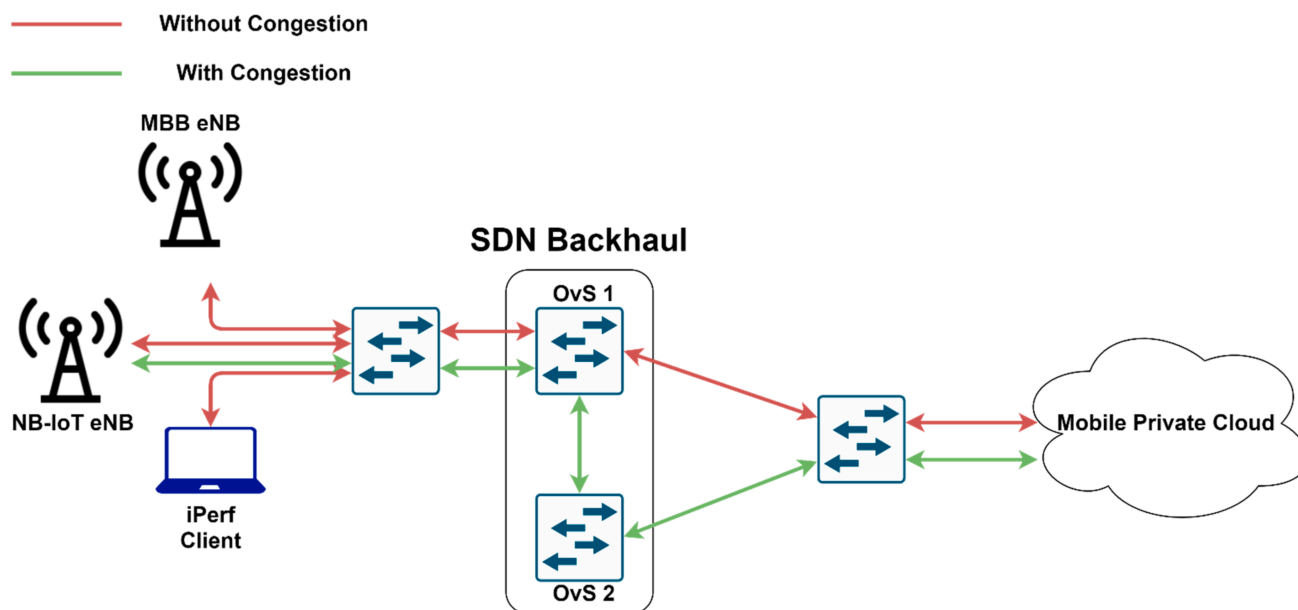 Without Congestion
With Congestion
MBB eNB
SDN Backhaul
OvS 1
NB-IoT eNB
Mobile Private Cloud
iPerf
Client
OvS 2